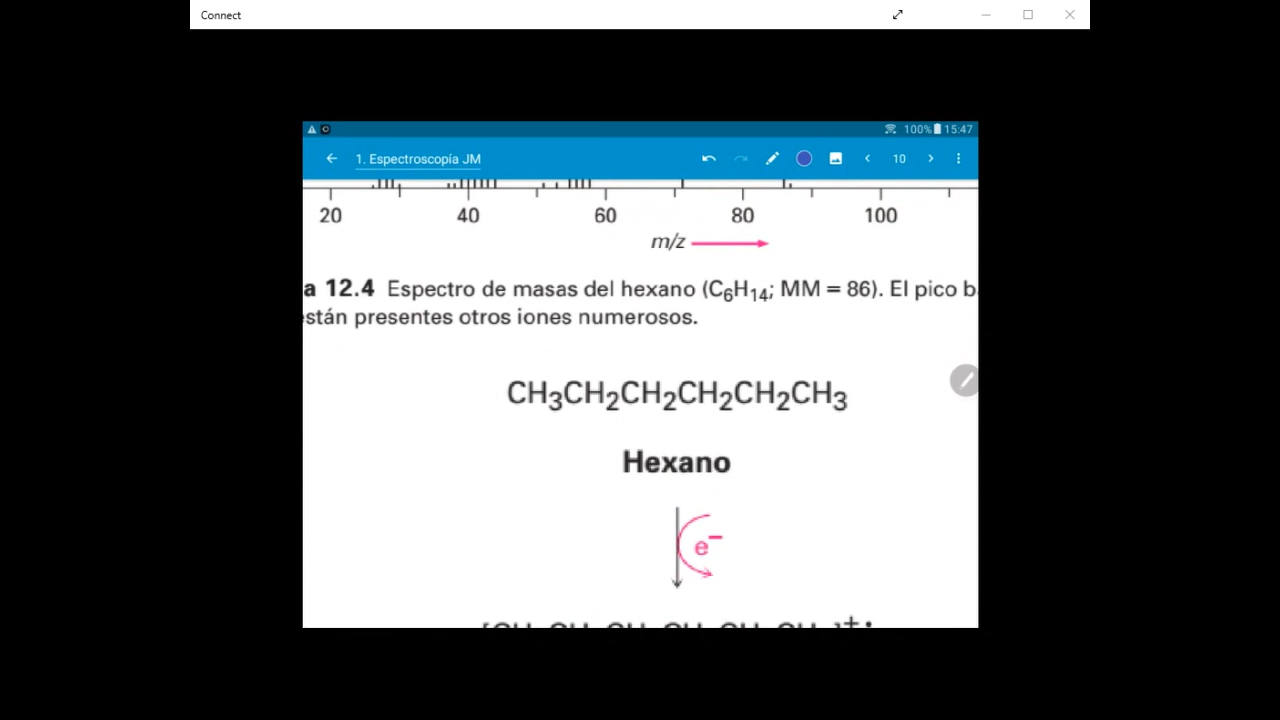 Connect
100% 15:47
1. Espectroscopía JM
10
20 40 60 80 100
m/z
a 12.4 Espectro de masas del hexano (C₆H₁₄; MM = 86). El pico b
están presentes otros iones numerosos.
CH₃CH₂CH₂CH₂CH₂CH₃
Hexano
e⁻